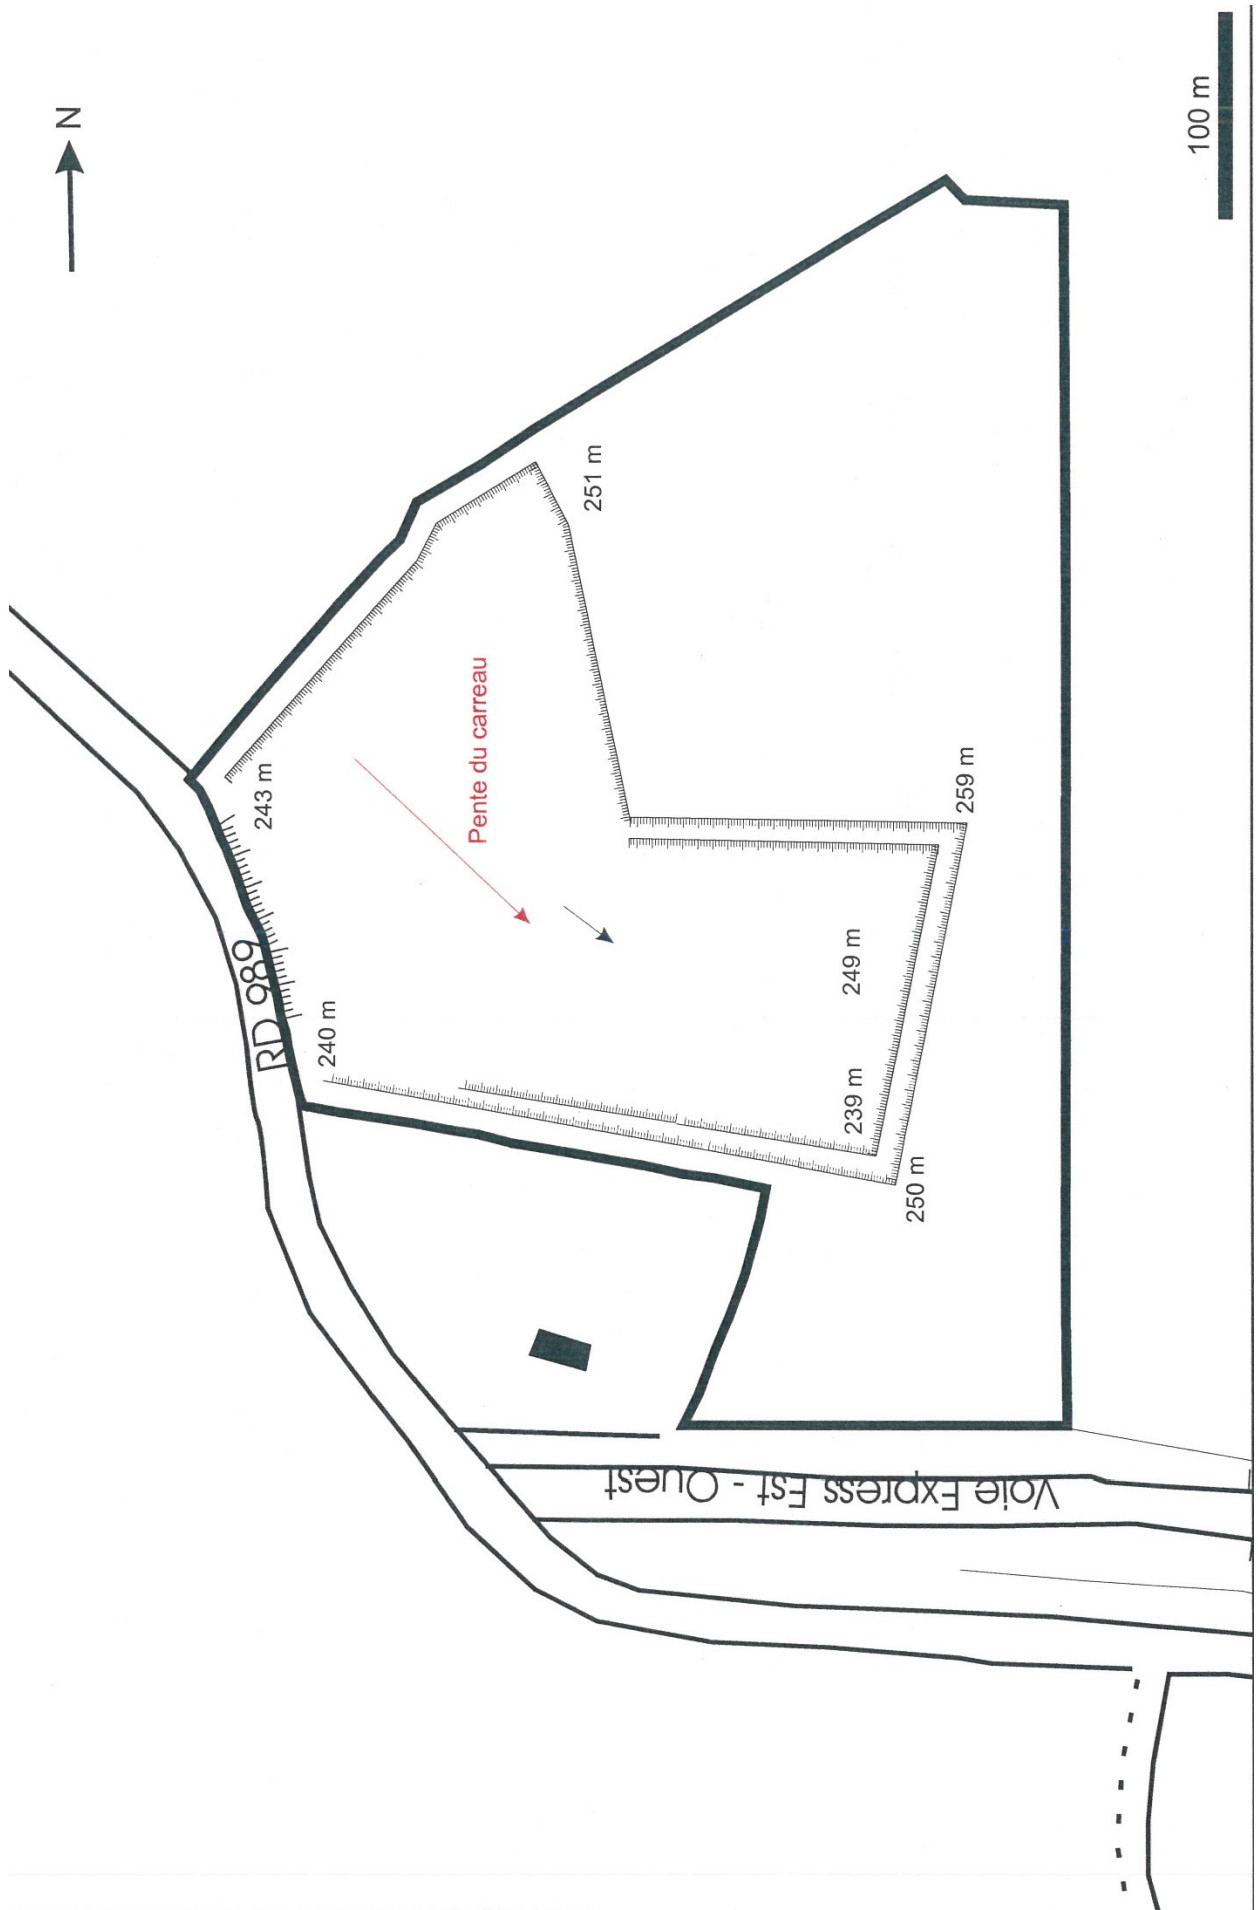 N
100 m
251 m
Pente du carreau
243 m
259 m
RD 989
249 m
240 m
239 m
250 m
Voie Express Est - Ouest